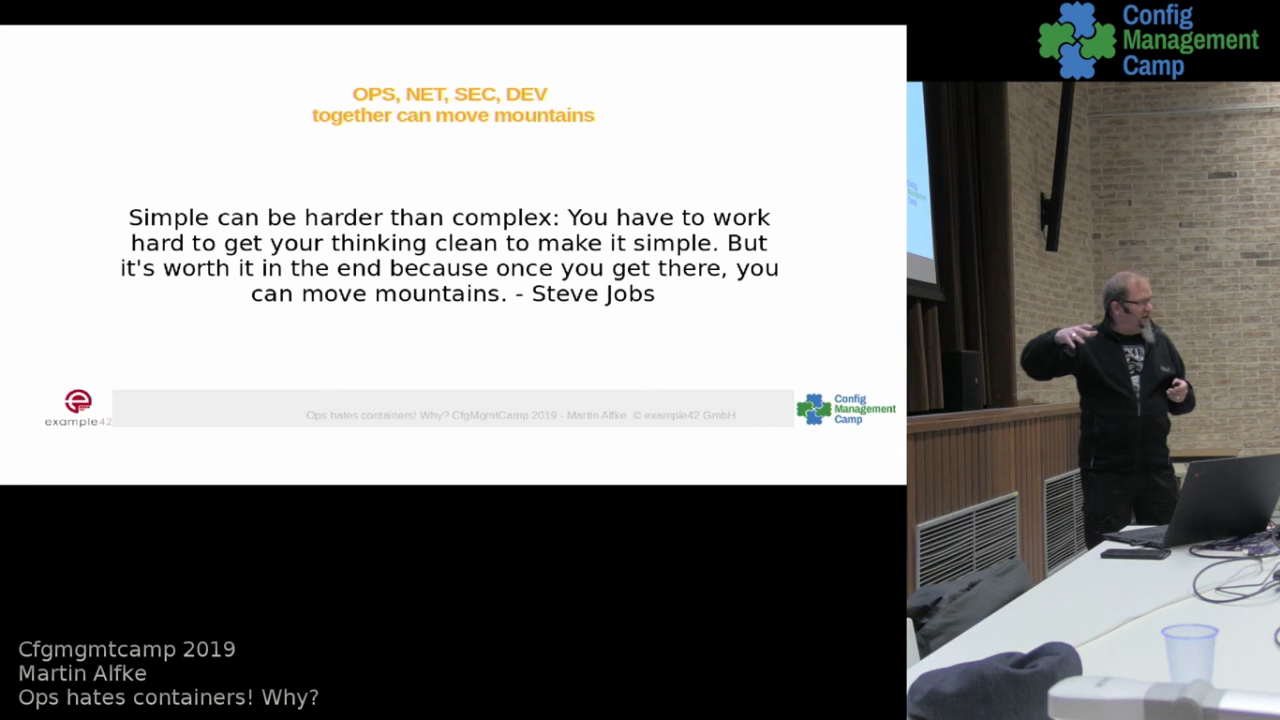 Config
Management
Camp
OPS, NET, SEC, DEV
together can move mountains
Simple can be harder than complex: You have to work
hard to get your thinking clean to make it simple. But
it's worth it in the end because once you get there, you
can move mountains. - Steve Jobs
example42
Ops hates containers! Why? CfgMgmtCamp 2019 - Martin Alfke © example42 GmbH
Config
Management
Camp
Cfgmgmtcamp 2019
Martin Alfke
Ops hates containers! Why?